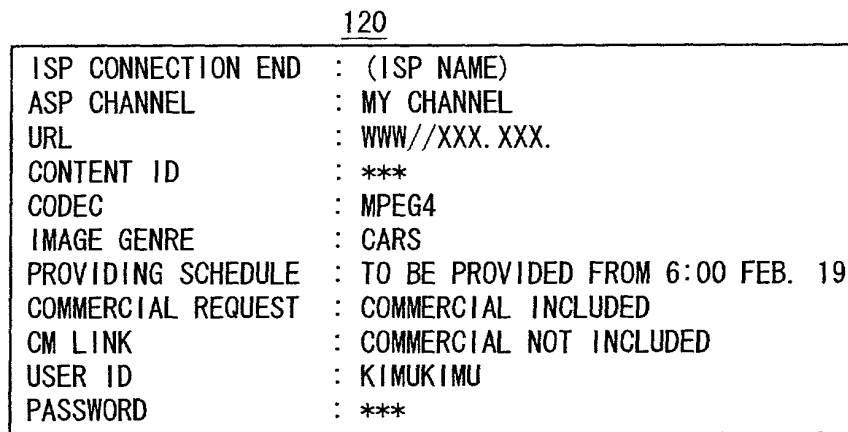 120
ISP CONNECTION END : (ISP NAME)
ASP CHANNEL : MY CHANNEL
URL : WWW//XXX.XXX.
CONTENT ID : ***
CODEC : MPEG4
IMAGE GENRE : CARS
PROVIDING SCHEDULE : TO BE PROVIDED FROM 6:00 FEB. 19
COMMERCIAL REQUEST : COMMERCIAL INCLUDED
CM LINK : COMMERCIAL NOT INCLUDED
USER ID : KIMUKIMU
PASSWORD : ***